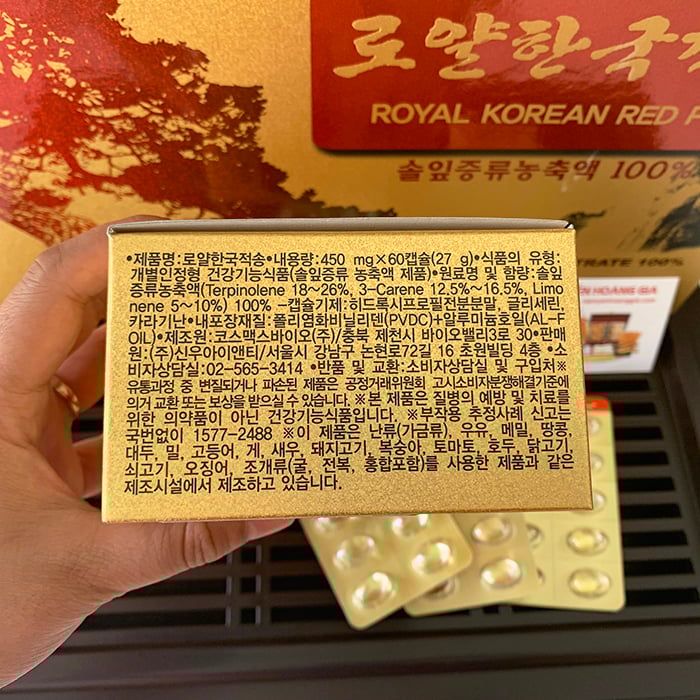 로얄한국적
ROYAL KOREAN RED P
솔잎증류농축액 100%
TRATE 100%
EN HOANG GIA
•제품명:로얄한국적송•내용량:450 mg×60캡슐(27 g)•식품의 유형:
개별인정형 건강기능식품(솔잎증류 농축액 제품)•원료명 및 함량:솔잎
증류농축액(Terpinolene 18~26%, 3-Carene 12.5%~16.5%, Limo
nene 5~10%) 100% -캡슐기제:히드록시프로필전분분말, 글리세린,
카라기난•내포장재질:폴리염화비닐리덴(PVDC)+알루미늄호일(AL-F
OIL)•제조원:코스맥스바이오(주)/충북 제천시 바이오밸리3로 30•판매
원:(주)신우아이앤티/서울시 강남구 논현로72길 16 초원빌딩 4층 •소
비자상담실:02-565-3414 •반품 및 교환:소비자상담실 및 구입처※
유통과정 중 변질되거나 파손된 제품은 공정거래위원회 고시소비자분쟁해결기준에
의거 교환 또는 보상을 받으실 수 있습니다. ※본 제품은 질병의 예방 및 치료를
위한 의약품이 아닌 건강기능식품입니다. ※부작용 추정사례 신고는
국번없이 1577-2488 ※이 제품은 난류(가금류), 우유, 메밀, 땅콩,
대두, 밀, 고등어, 게, 새우, 돼지고기, 복숭아, 토마토, 호두, 닭고기,
쇠고기, 오징어, 조개류(굴, 전복, 홍합포함)를 사용한 제품과 같은
제조시설에서 제조하고 있습니다.